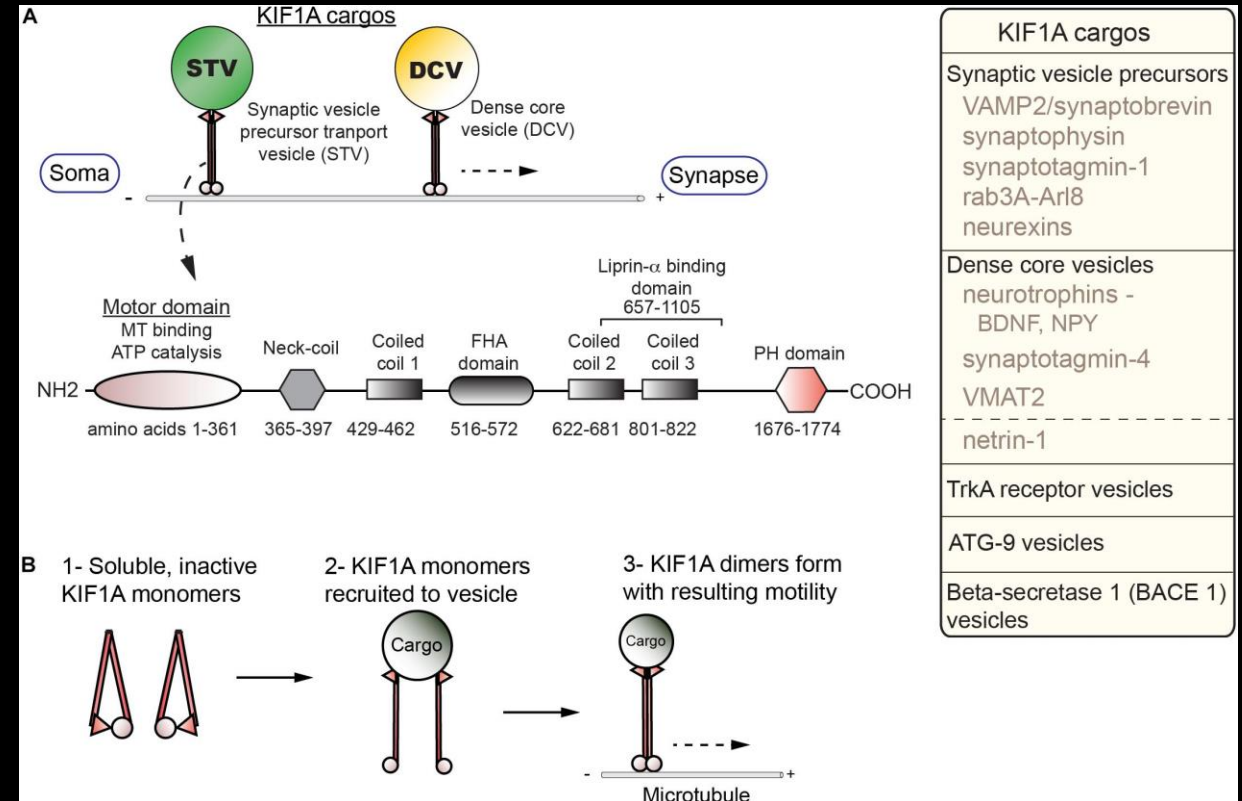 A
KIF1A cargos
STV
DCV
Synaptic vesicle
precursor tranport
vesicle (STV)
Dense core
vesicle (DCV)
Soma
Synapse
-
+
Motor domain
MT binding
ATP catalysis
Neck-coil
Coiled
coil 1
FHA
domain
Liprin-α binding
domain
657-1105
Coiled
coil 2
Coiled
coil 3
PH domain
NH2
COOH
amino acids 1-361
365-397
429-462
516-572
622-681
801-822
1676-1774
B
1- Soluble, inactive
KIF1A monomers
2- KIF1A monomers
recruited to vesicle
3- KIF1A dimers form
with resulting motility
Cargo
Cargo
-
+
Microtubule
KIF1A cargos
Synaptic vesicle precursors
VAMP2/synaptobrevin
synaptophysin
synaptotagmin-1
rab3A-Arl8
neurexins
Dense core vesicles
neurotrophins -
BDNF, NPY
synaptotagmin-4
VMAT2
netrin-1
TrkA receptor vesicles
ATG-9 vesicles
Beta-secretase 1 (BACE 1)
vesicles